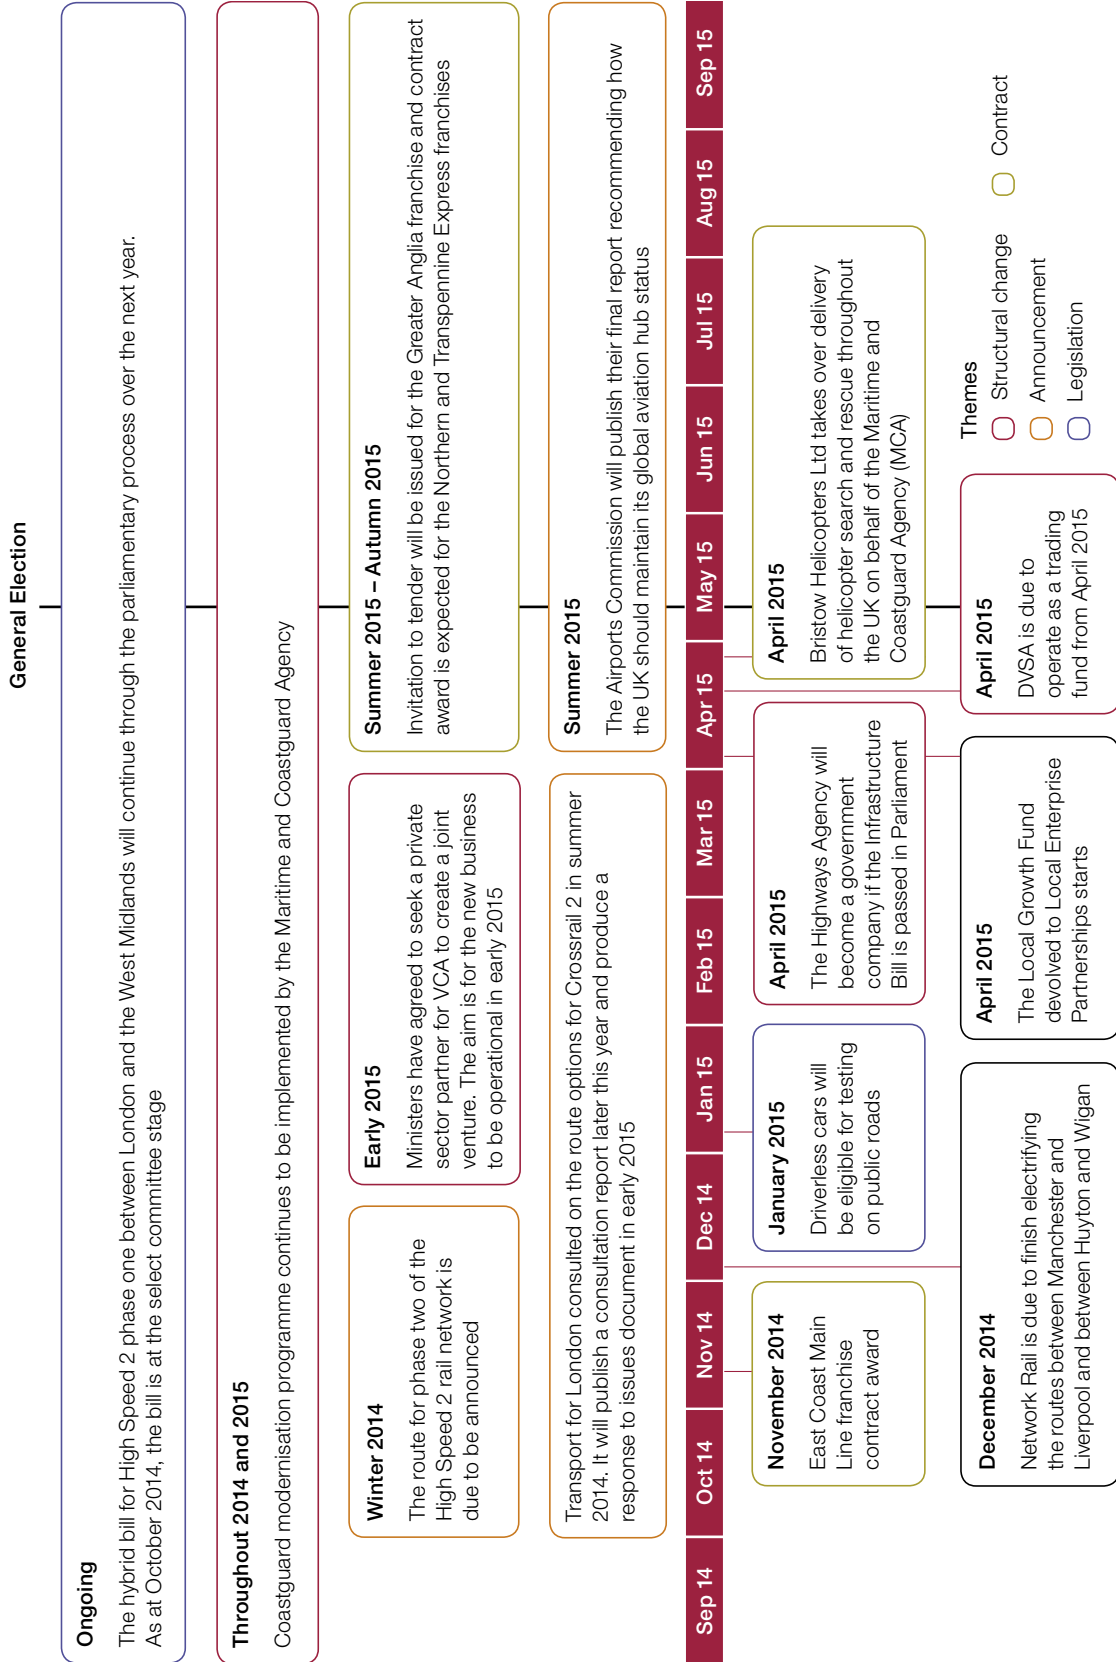 General Election
Ongoing
The hybrid bill for High Speed 2 phase one between London and the West Midlands will continue through the parliamentary process over the next year.
As at October 2014, the bill is at the select committee stage
Throughout 2014 and 2015
Coastguard modernisation programme continues to be implemented by the Maritime and Coastguard Agency
Winter 2014
The route for phase two of the
High Speed 2 rail network is
due to be announced
Early 2015
Ministers have agreed to seek a private
sector partner for VCA to create a joint
venture. The aim is for the new business
to be operational in early 2015
Summer 2015 – Autumn 2015
Invitation to tender will be issued for the Greater Anglia franchise and contract
award is expected for the Northern and Transpennine Express franchises
Transport for London consulted on the route options for Crossrail 2 in summer
2014. It will publish a consultation report later this year and produce a
response to issues document in early 2015
Summer 2015
The Airports Commission will publish their final report recommending how
the UK should maintain its global aviation hub status
Sep 14
Oct 14
Nov 14
Dec 14
Jan 15
Feb 15
Mar 15
Apr 15
May 15
Jun 15
Jul 15
Aug 15
Sep 15
November 2014
East Coast Main
Line franchise
contract award
January 2015
Driverless cars will
be eligible for testing
on public roads
April 2015
The Highways Agency will
become a government
company if the Infrastructure
Bill is passed in Parliament
April 2015
Bristow Helicopters Ltd takes over delivery
of helicopter search and rescue throughout
the UK on behalf of the Maritime and
Coastguard Agency (MCA)
December 2014
Network Rail is due to finish electrifying
the routes between Manchester and
Liverpool and between Huyton and Wigan
April 2015
The Local Growth Fund
devolved to Local Enterprise
Partnerships starts
April 2015
DVSA is due to
operate as a trading
fund from April 2015
Themes
Structural change
Announcement
Legislation
Contract